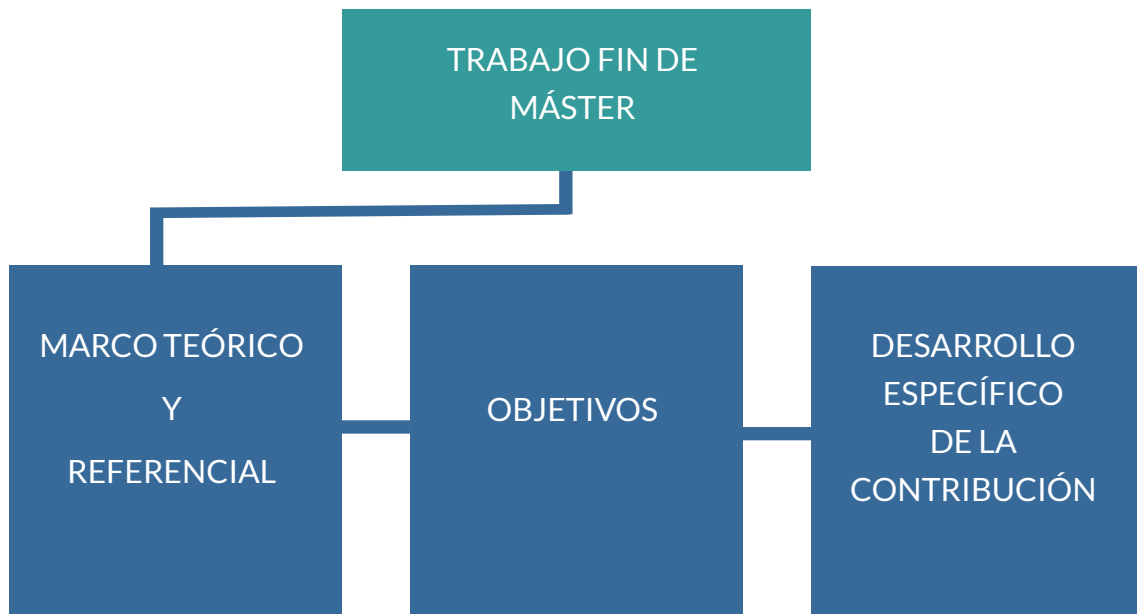 TRABAJO FIN DE
MÁSTER
MARCO TEÓRICO
Y
REFERENCIAL
OBJETIVOS
DESARROLLO
ESPECÍFICO
DE LA
CONTRIBUCIÓN